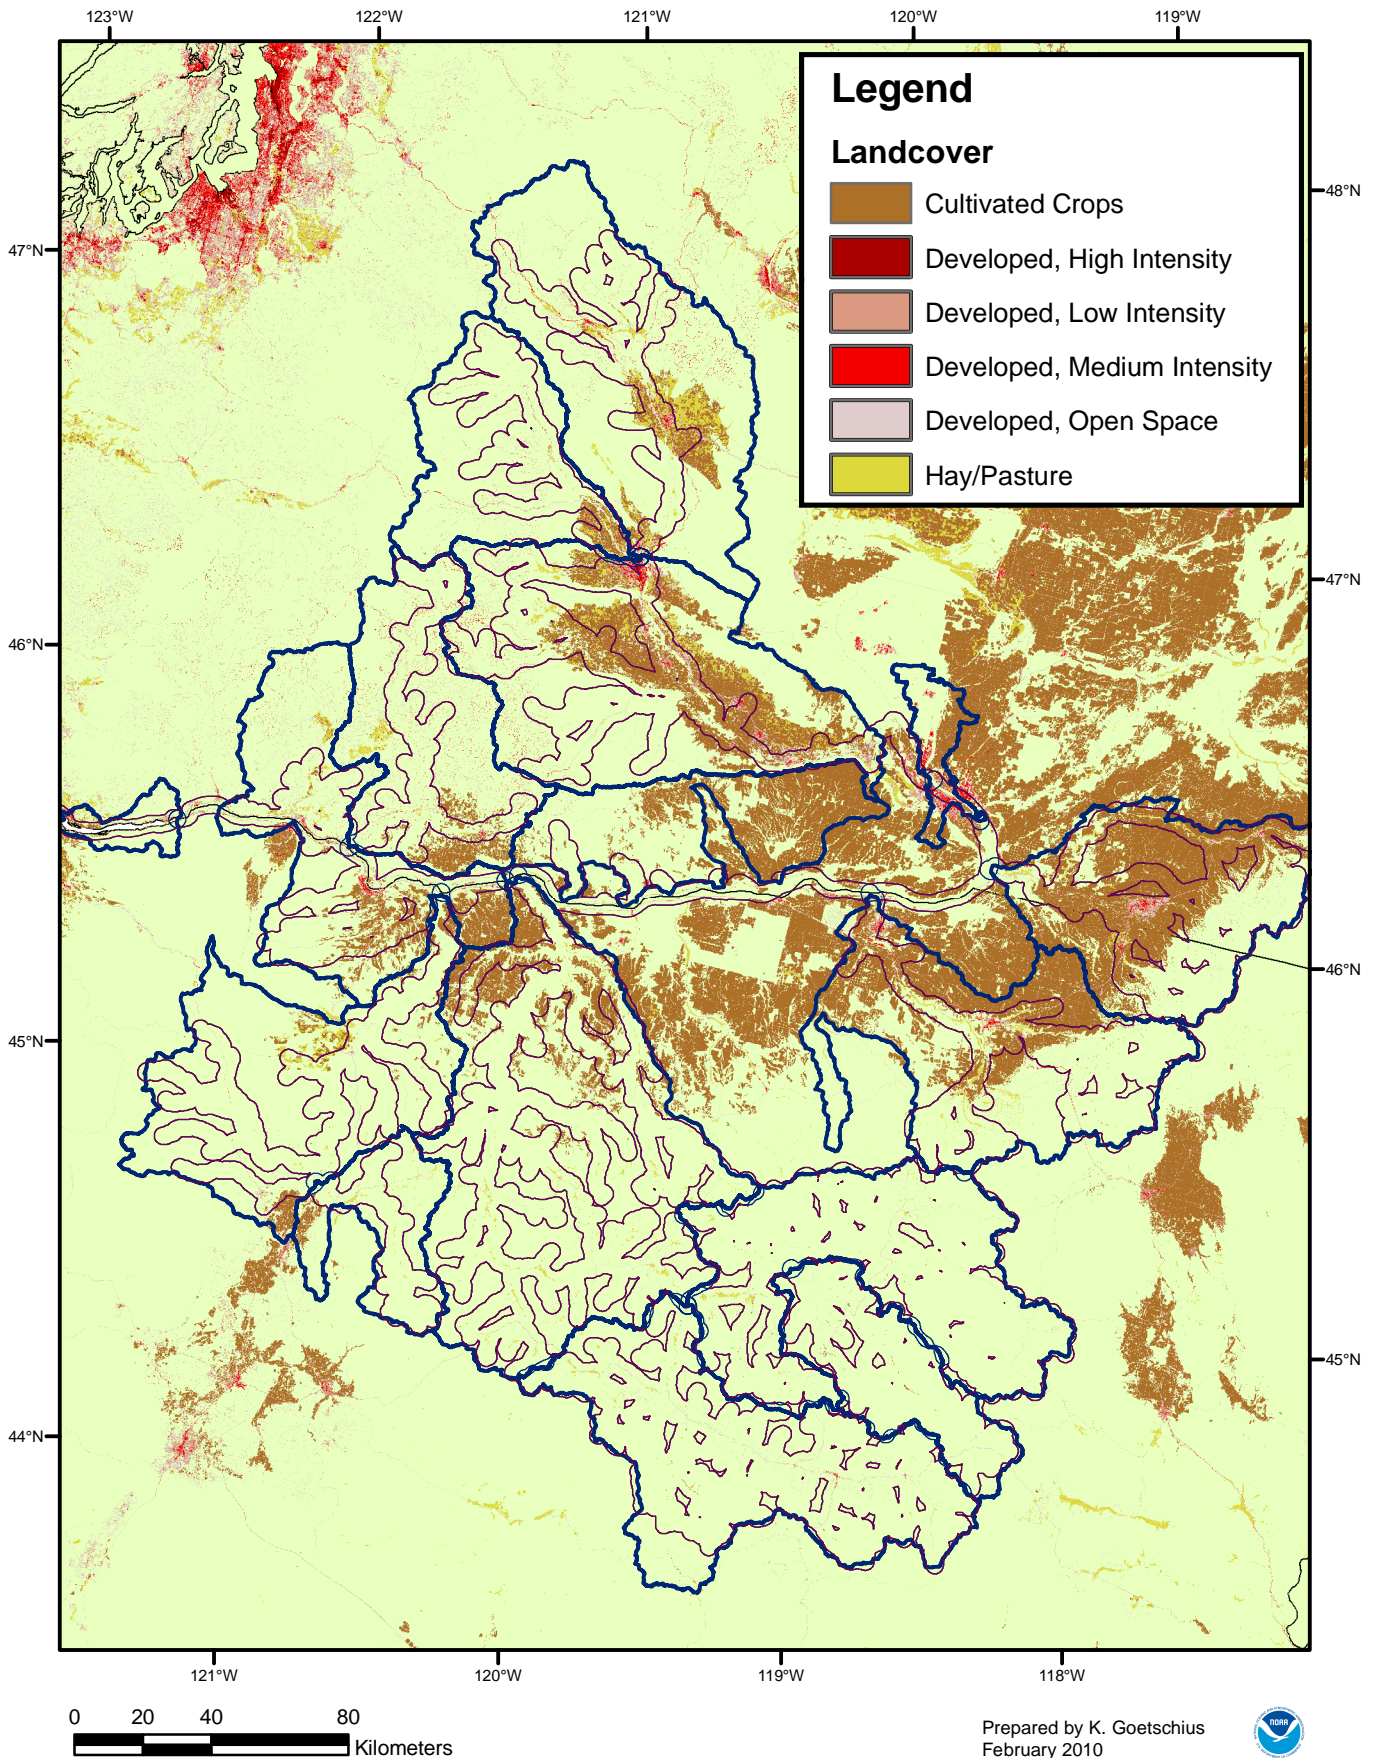 123°W 122°W 121°W 120°W 119°W
Legend
Landcover
Cultivated Crops
Developed, High Intensity
Developed, Low Intensity
Developed, Medium Intensity
Developed, Open Space
Hay/Pasture
48°N
47°N
47°N
46°N
46°N
45°N
45°N
44°N
121°W 120°W 119°W 118°W
0 20 40 80
Kilometers
Prepared by K. Goetschius
February 2010
NOAA